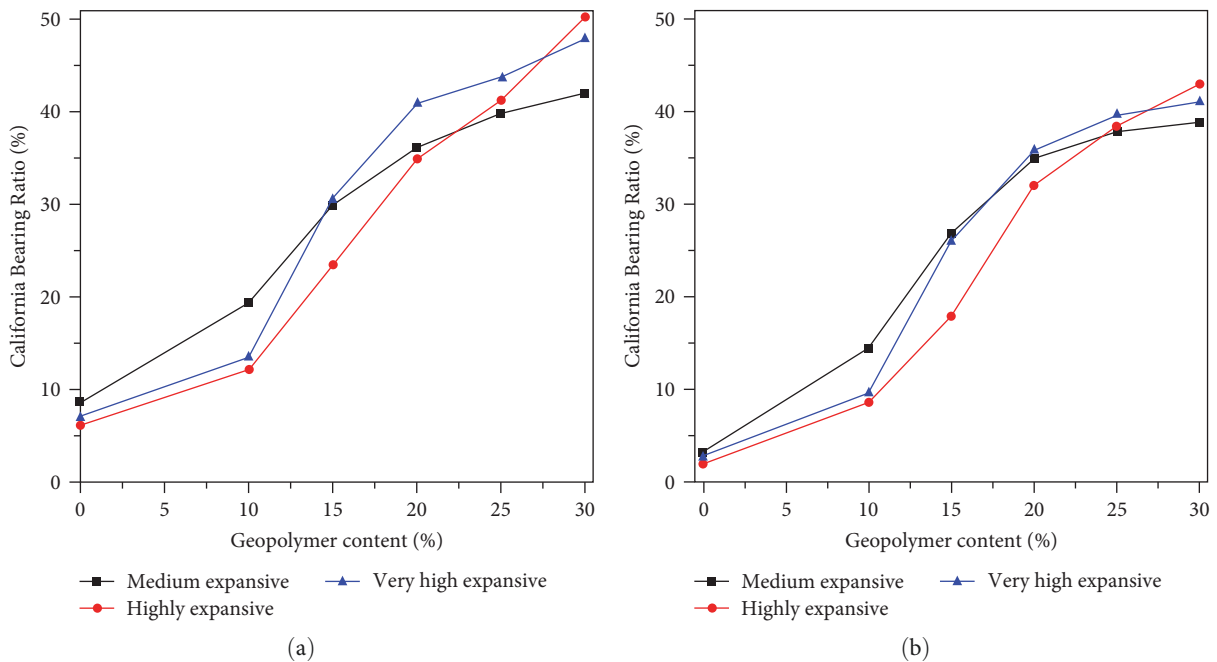 50
40
30
20
10
0
California Bearing Ratio (%)
0 5 10 15 20 25 30
Geopolymer content (%)
Medium expansive
Very high expansive
Highly expansive
(a)
50
40
30
20
10
0
California Bearing Ratio (%)
0 5 10 15 20 25 30
Geopolymer content (%)
Medium expansive
Very high expansive
Highly expansive
(b)